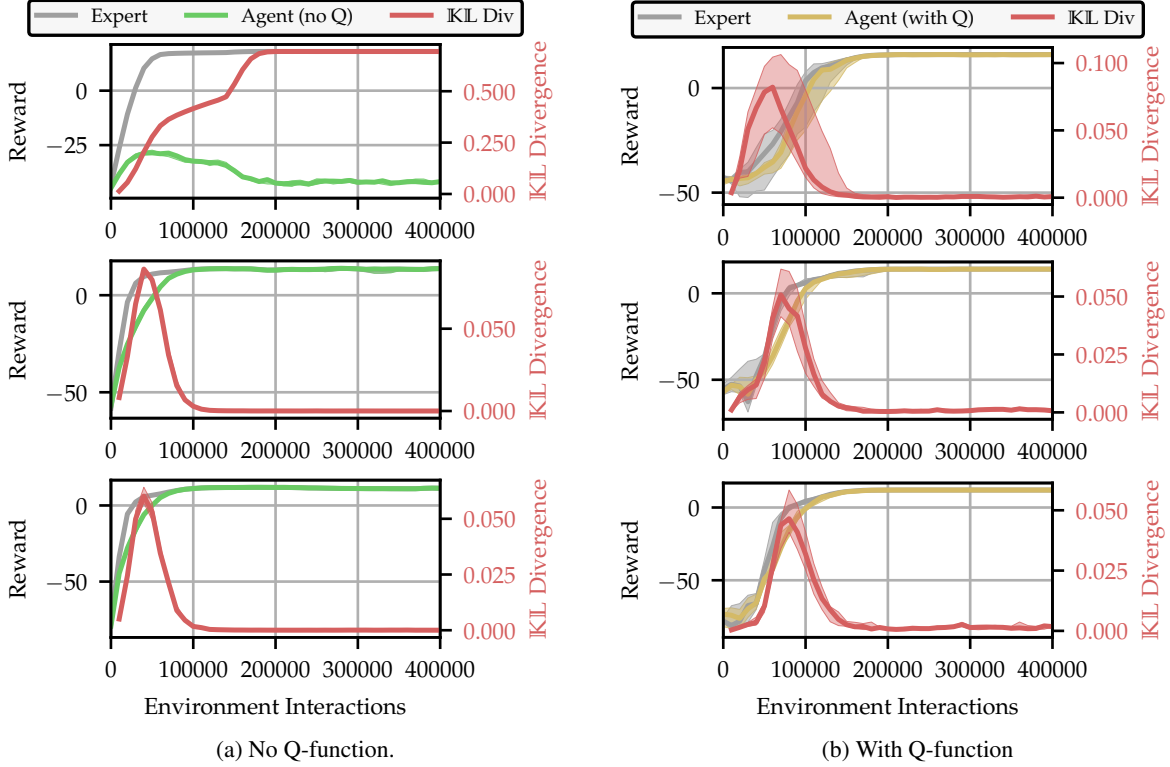 Expert Agent (no Q) 𝕂𝕃 Div
0
−25
Reward
0.500
0.250
0.000
𝕂𝕃 Divergence
0 100000 200000 300000 400000
0
−50
Reward
0.050
0.000
𝕂𝕃 Divergence
0 100000 200000 300000 400000
0
−50
Reward
0.050
0.025
0.000
𝕂𝕃 Divergence
0 100000 200000 300000 400000
Environment Interactions
(a) No Q-function.
Expert Agent (with Q) 𝕂𝕃 Div
0
−50
Reward
0.100
0.050
0.000
𝕂𝕃 Divergence
0 100000 200000 300000 400000
0
−50
Reward
0.050
0.025
0.000
𝕂𝕃 Divergence
0 100000 200000 300000 400000
0
−50
Reward
0.050
0.025
0.000
𝕂𝕃 Divergence
0 100000 200000 300000 400000
Environment Interactions
(b) With Q-function